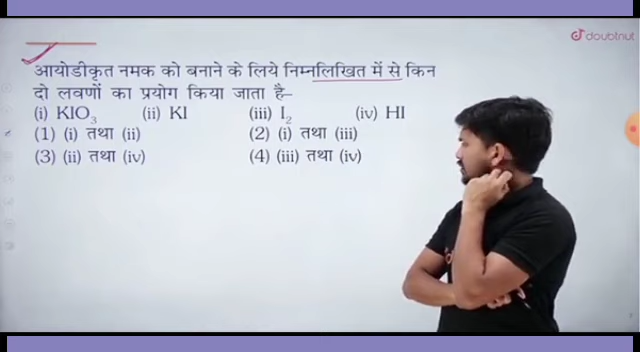 doubtnut
आयोडीकृत नमक को बनाने के लिये निम्नलिखित में से किन
दो लवणों का प्रयोग किया जाता है–
(i) KIO₃ (ii) KI (iii) I₂ (iv) HI
(1) (i) तथा (ii) (2) (i) तथा (iii)
(3) (ii) तथा (iv) (4) (iii) तथा (iv)